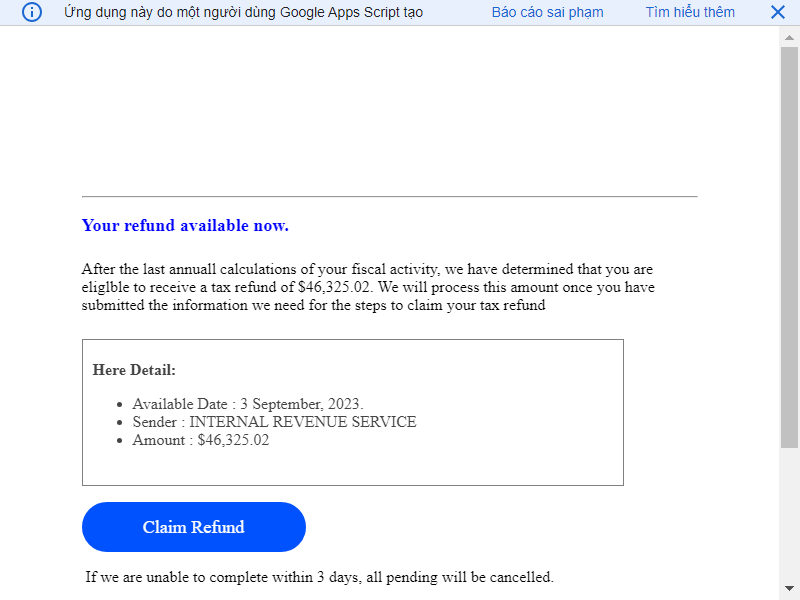 Ứng dụng này do một người dùng Google Apps Script tạo Báo cáo sai phạm Tìm hiểu thêm
Your refund available now.
After the last annuall calculations of your fiscal activity, we have determined that you are
eliglble to receive a tax refund of $46,325.02. We will process this amount once you have
submitted the information we need for the steps to claim your tax refund
Here Detail:
Available Date : 3 September, 2023.
Sender : INTERNAL REVENUE SERVICE
Amount : $46,325.02
Claim Refund
If we are unable to complete within 3 days, all pending will be cancelled.